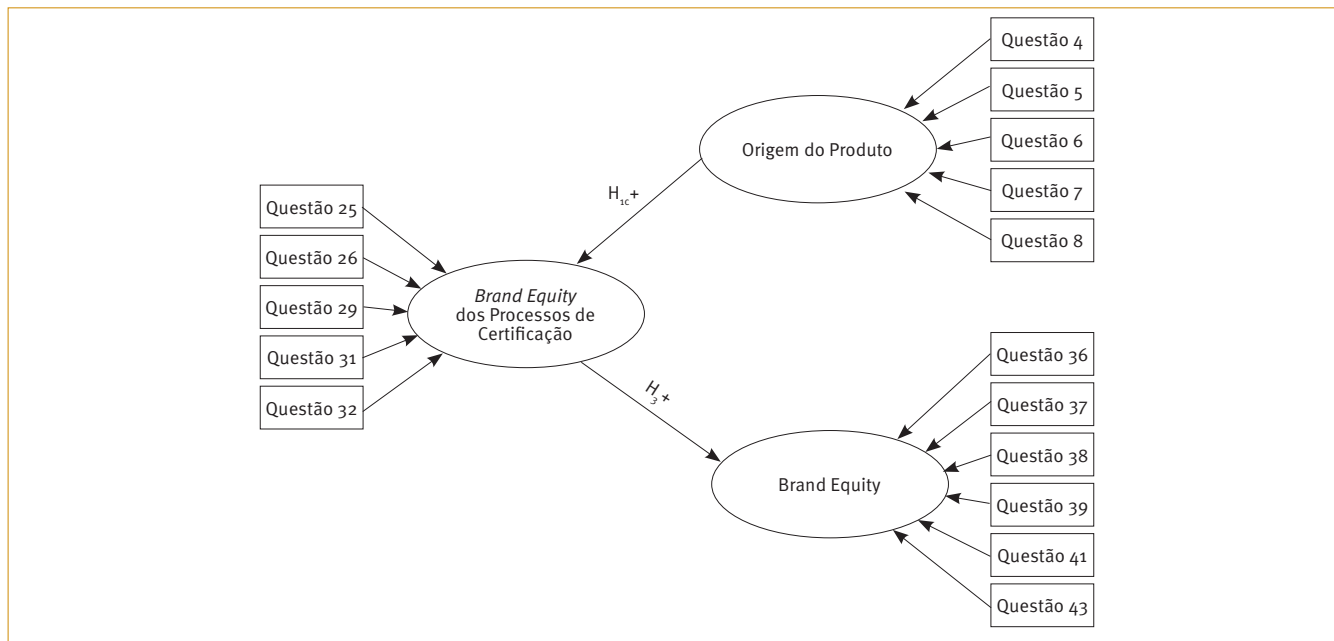 Questão 4
Questão 5
Questão 6
Questão 7
Questão 8
Origem do Produto
H1c+
Questão 25
Questão 26
Questão 29
Questão 31
Questão 32
Brand Equity
dos Processos de
Certificação
H3+
Questão 36
Questão 37
Questão 38
Questão 39
Questão 41
Questão 43
Brand Equity